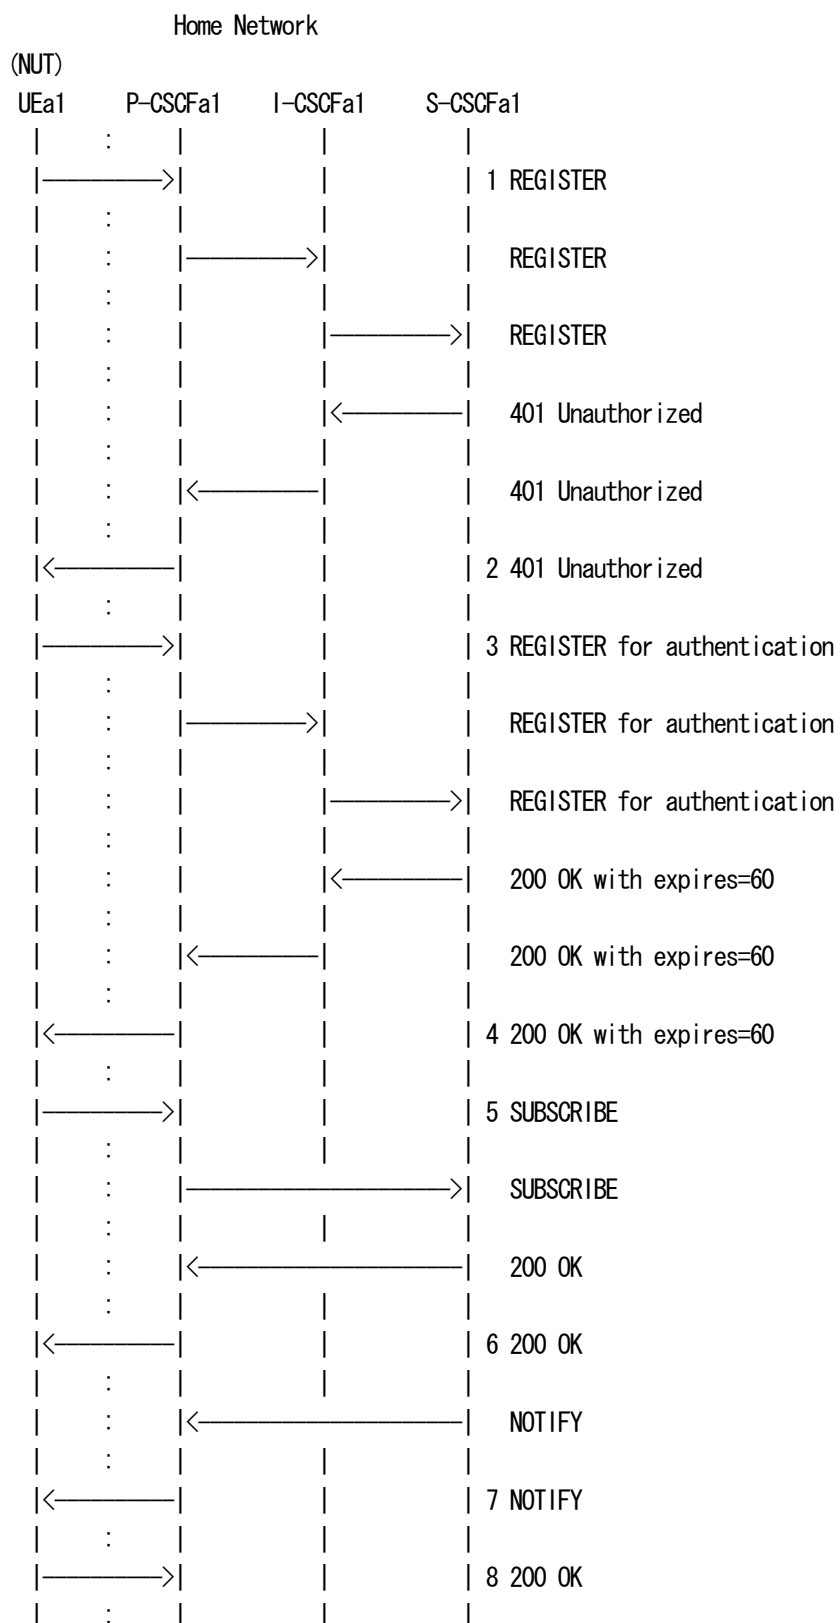 Home Network
(NUT)
UEa1 P-CSCFa1 I-CSCFa1 S-CSCFa1
1 REGISTER
REGISTER
REGISTER
401 Unauthorized
401 Unauthorized
2 401 Unauthorized
3 REGISTER for authentication
REGISTER for authentication
REGISTER for authentication
200 OK with expires=60
200 OK with expires=60
4 200 OK with expires=60
5 SUBSCRIBE
SUBSCRIBE
200 OK
6 200 OK
NOTIFY
7 NOTIFY
8 200 OK